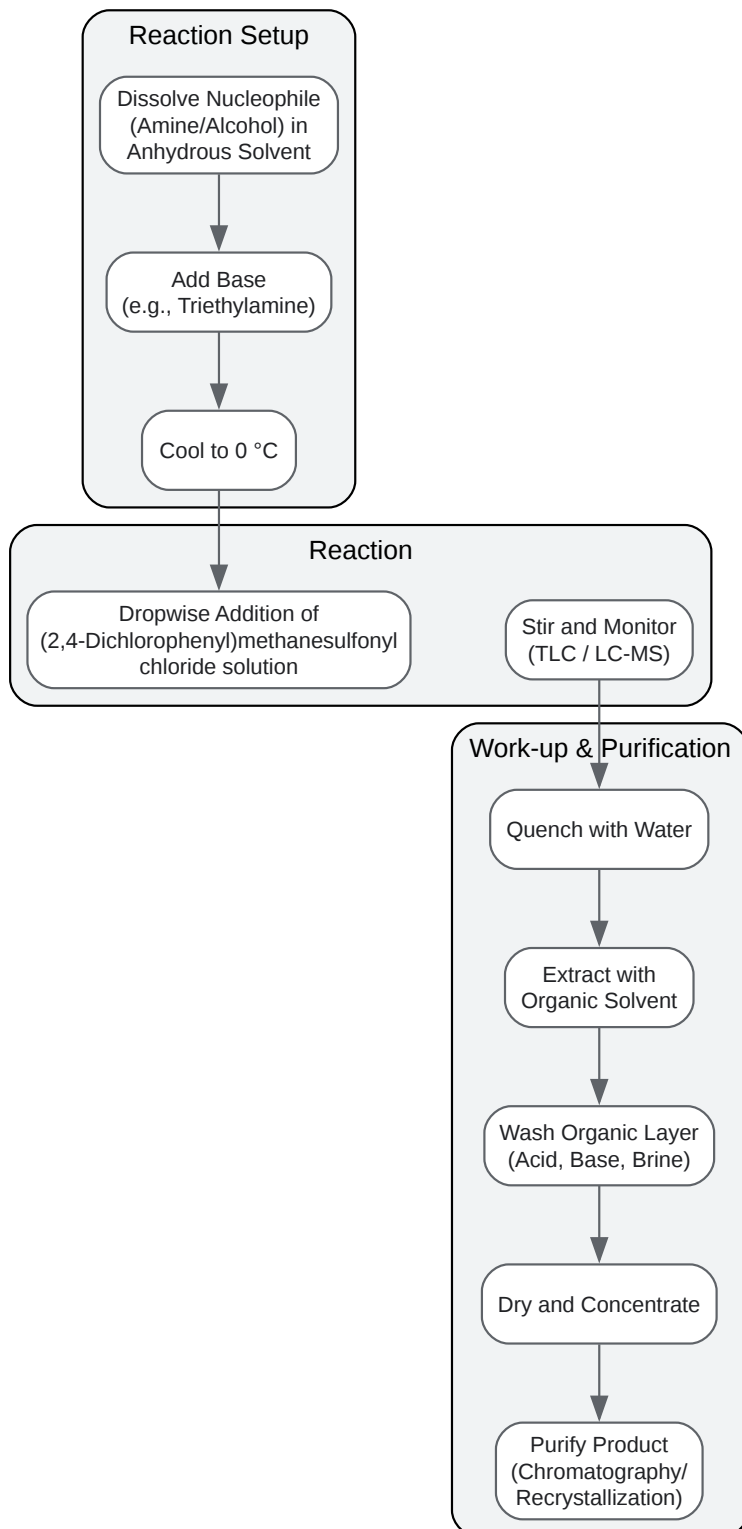 Reaction Setup
Dissolve Nucleophile
(Amine/Alcohol) in
Anhydrous Solvent
Add Base
(e.g., Triethylamine)
Cool to 0 °C
Reaction
Dropwise Addition of
(2,4-Dichlorophenyl)methanesulfonyl
chloride solution
Stir and Monitor
(TLC / LC-MS)
Work-up & Purification
Quench with Water
Extract with
Organic Solvent
Wash Organic Layer
(Acid, Base, Brine)
Dry and Concentrate
Purify Product
(Chromatography/
Recrystallization)